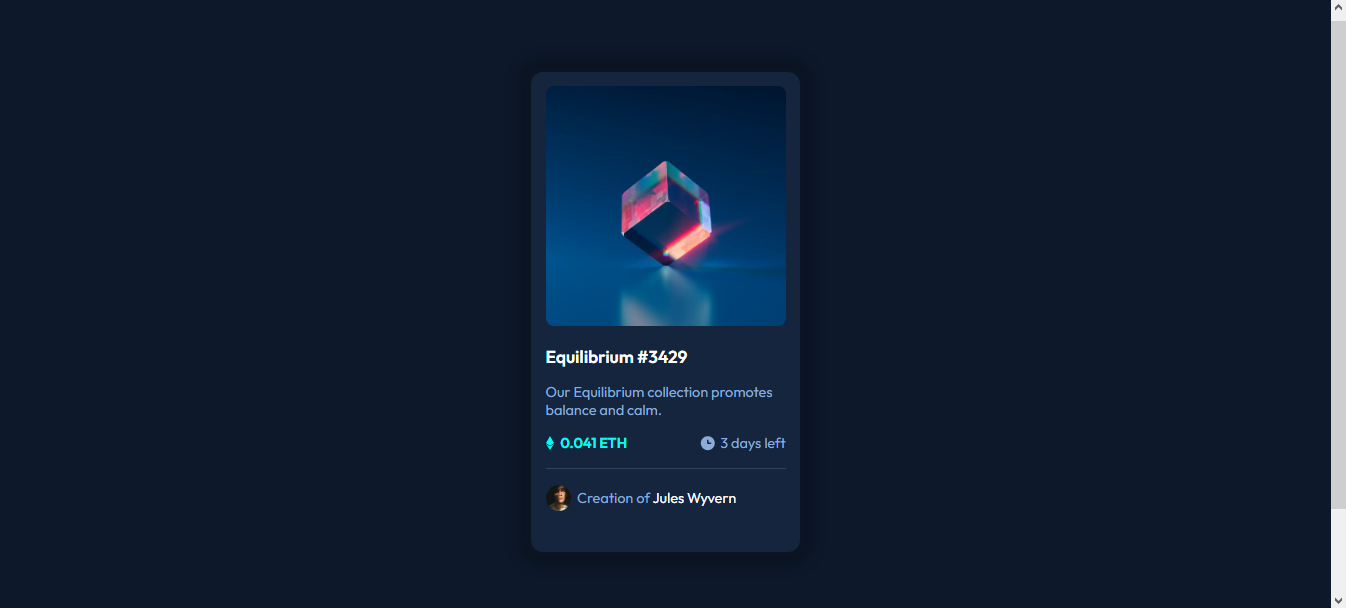 Equilibrium #3429
Our Equilibrium collection promotes
balance and calm.
0.041 ETH
3 days left
Creation of Jules Wyvern